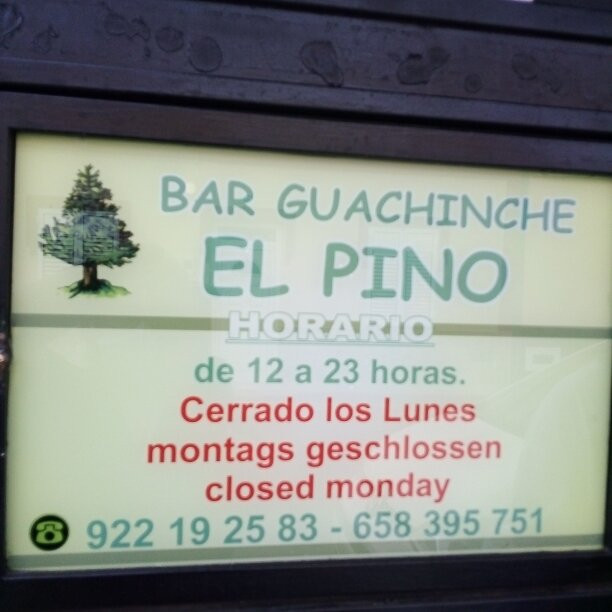 BAR GUACHINCHE
EL PINO
HORARIO
de 12 a 23 horas.
Cerrado los Lunes
montags geschlossen
closed monday
922 19 25 83 - 658 395 751